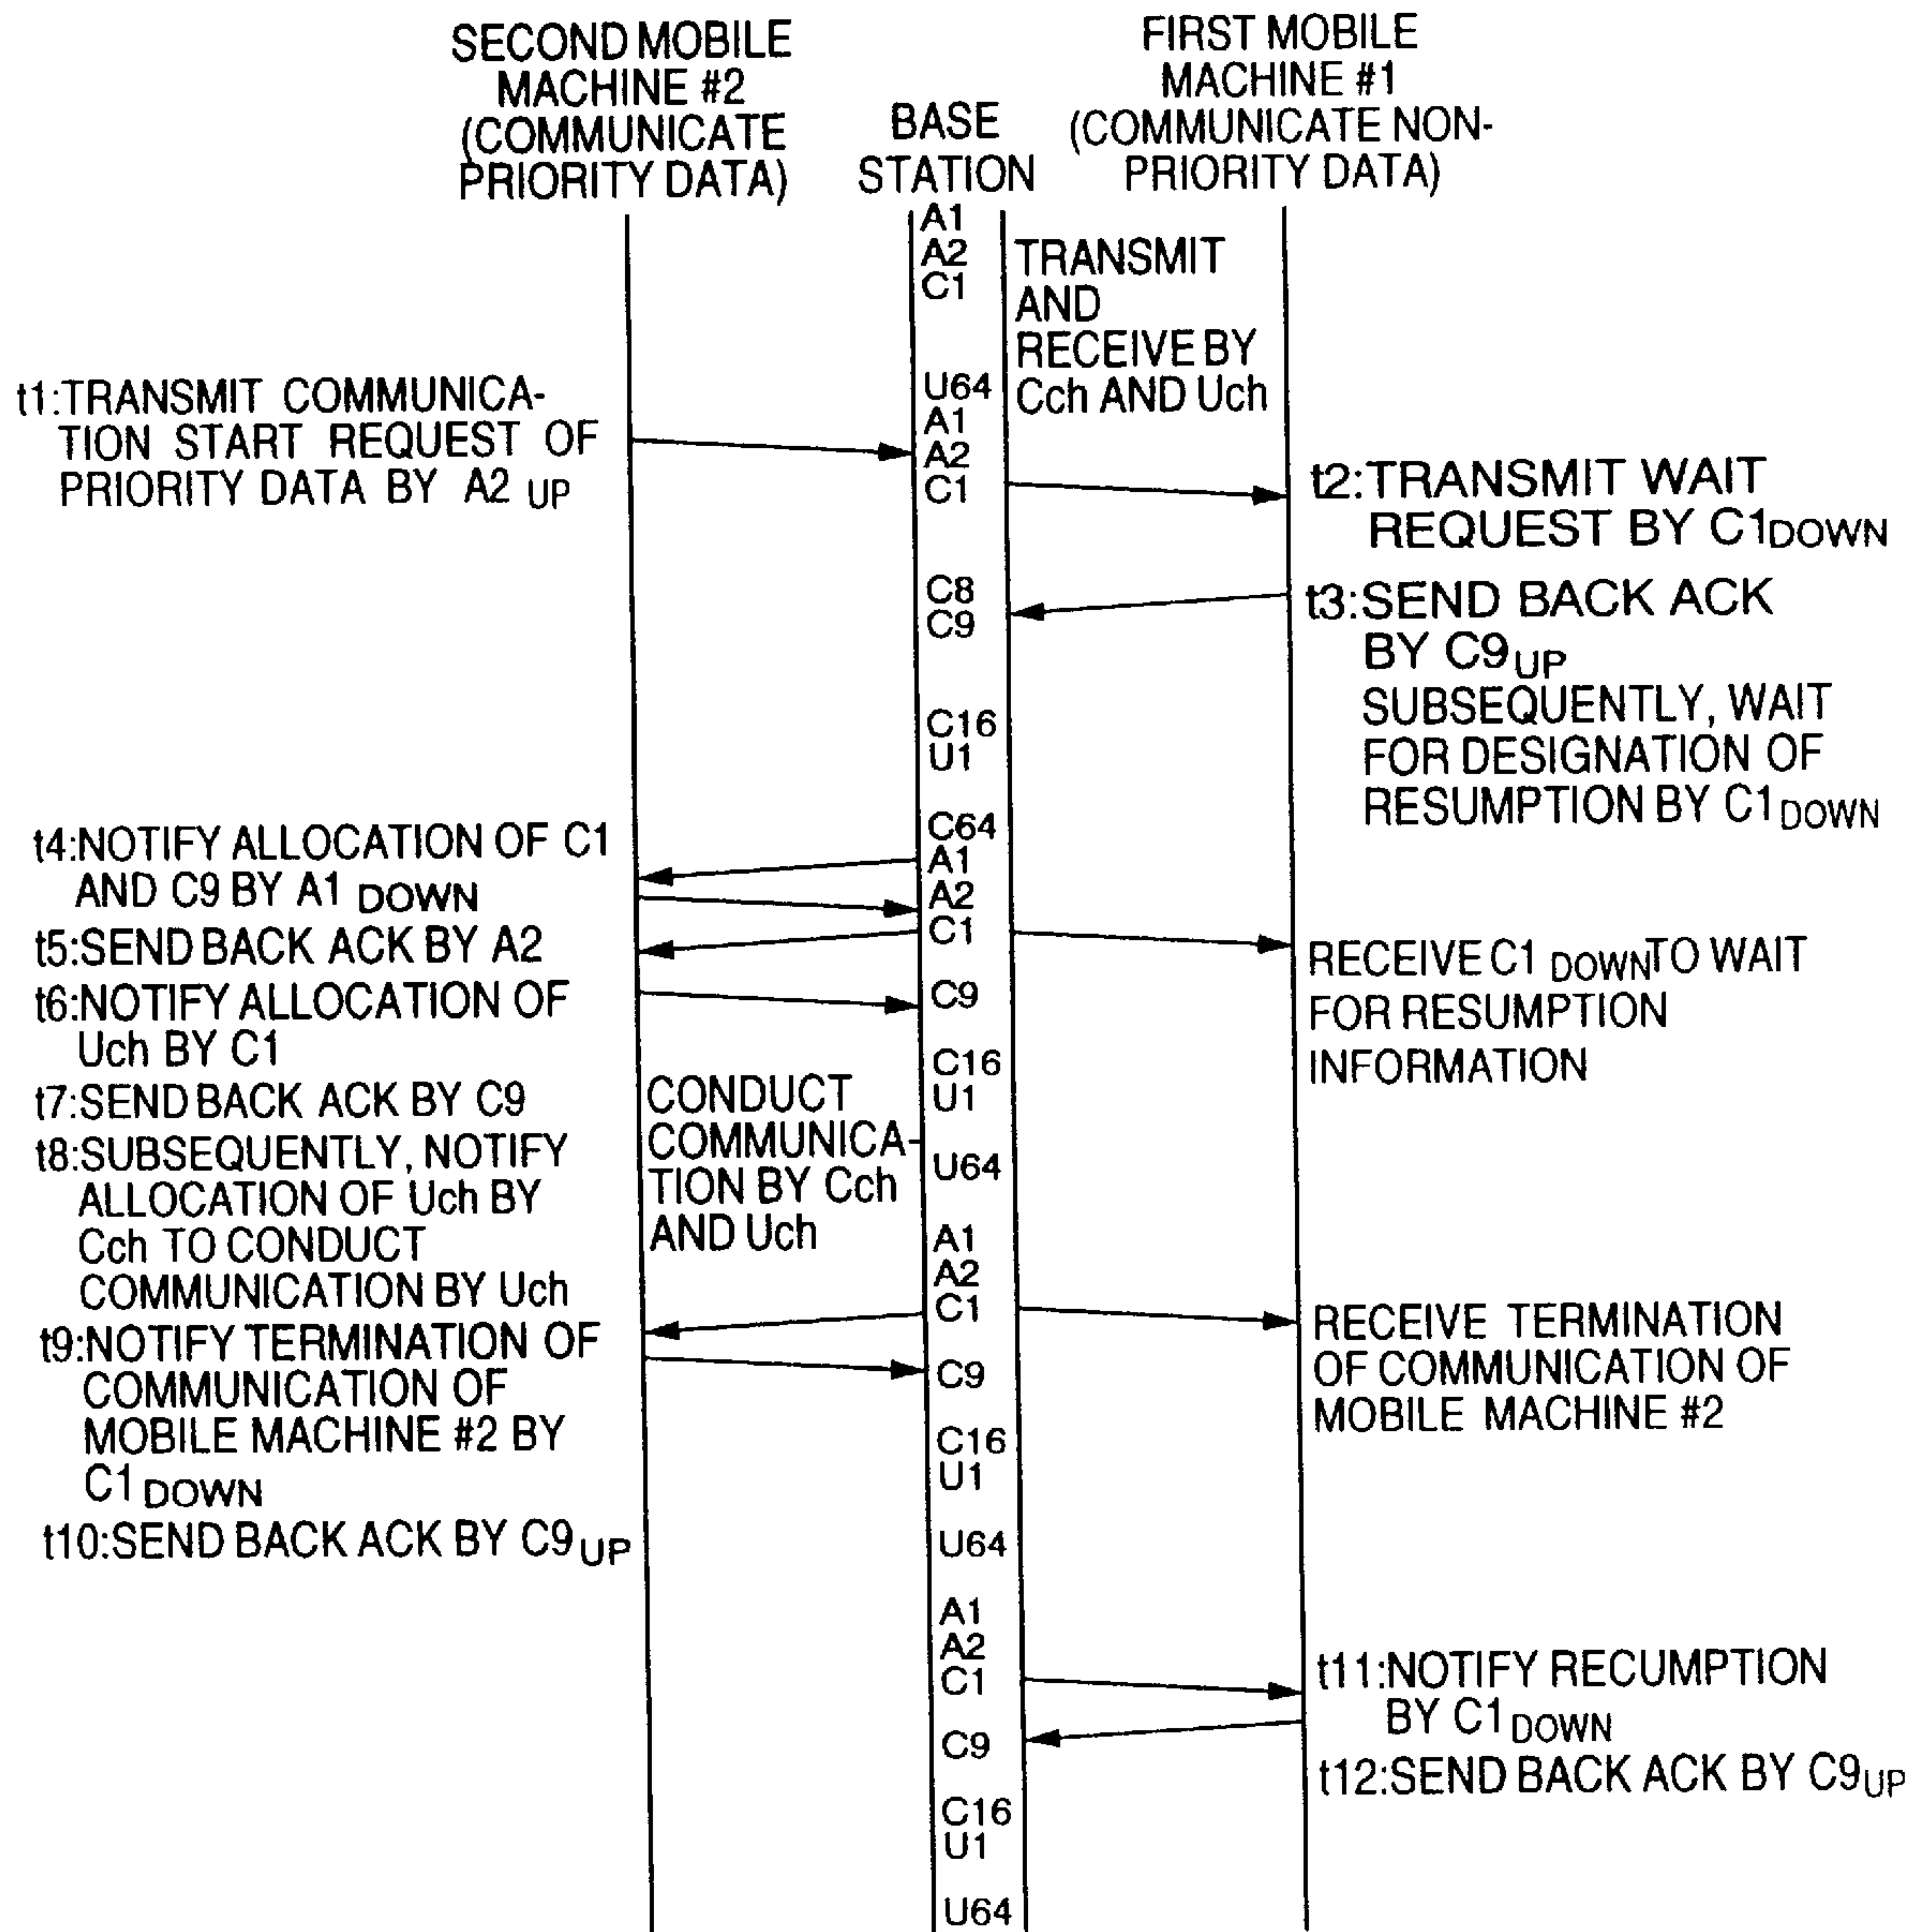 SECOND MOBILE
MACHINE #2
(COMMUNICATE
PRIORITY DATA)
BASE
STATION
FIRST MOBILE
MACHINE #1
(COMMUNICATE NON-
PRIORITY DATA)
A1
A2
C1
U64
A1
A2
C1
C8
C9
C16
U1
C64
A1
A2
C1
C9
C16
U1
U64
A1
A2
C1
C9
C16
U1
U64
A1
A2
C1
C9
C16
U1
U64
TRANSMIT
AND
RECEIVE BY
Cch AND Uch
t1:TRANSMIT COMMUNICA-
TION START REQUEST OF
PRIORITY DATA BY A2 UP
t2:TRANSMIT WAIT
REQUEST BY C1DOWN
t3:SEND BACK ACK
BY C9UP
SUBSEQUENTLY, WAIT
FOR DESIGNATION OF
RESUMPTION BY C1DOWN
t4:NOTIFY ALLOCATION OF C1
AND C9 BY A1 DOWN
t5:SEND BACK ACK BY A2
t6:NOTIFY ALLOCATION OF
Uch BY C1
t7:SEND BACK ACK BY C9
t8:SUBSEQUENTLY, NOTIFY
ALLOCATION OF Uch BY
Cch TO CONDUCT
COMMUNICATION BY Uch
t9:NOTIFY TERMINATION OF
COMMUNICATION OF
MOBILE MACHINE #2 BY
C1 DOWN
t10:SEND BACK ACK BY C9UP
CONDUCT
COMMUNICA-
TION BY Cch
AND Uch
RECEIVE C1 DOWN TO WAIT
FOR RESUMPTION
INFORMATION
RECEIVE TERMINATION
OF COMMUNICATION OF
MOBILE MACHINE #2
t11:NOTIFY RECUMPTION
BY C1DOWN
t12:SEND BACK ACK BY C9UP